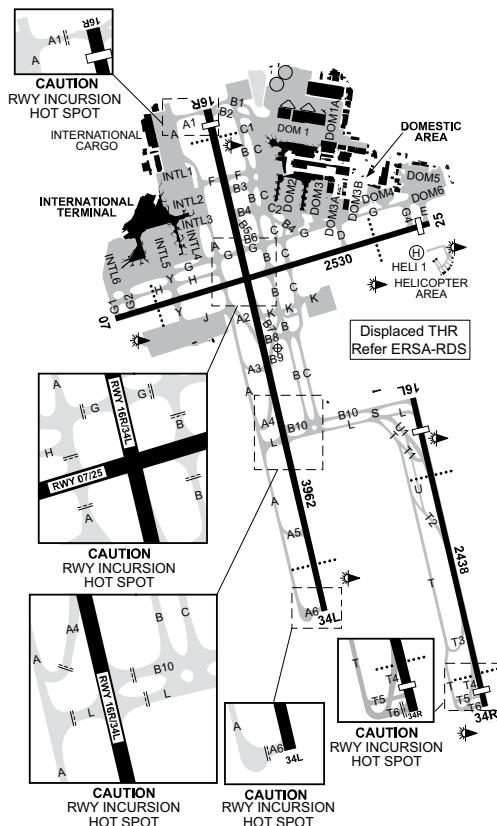 16R
A1
A
CAUTION
RWY INCURSION
HOT SPOT
16R
B1
B2
A1
C1
A
B
C
DOM 1
DOM1A
INTERNATIONAL
CARGO
DOMESTIC
AREA
INTL1
F
F
B3
B
C
DOM2
DOM3
DOM3A
DOM3B
DOM4
DOM5
DOM6
INTL2
INTERNATIONAL
TERMINAL
INTL3
B4
C2
B4
G
G
G4
E
25
INTL4
B5
B6
C
G
D
INTL5
INTL6
A
G
G
B
C
H
HELI 1
HELICOPTER
AREA
Y
H
H
G
2530
G1
G2
07
Y
J
A2
B
C
K
K
K
B7
B8
B9
Displaced THR
Refer ERSA-RDS
A3
A
B
C
16L
A4
B10
B10
L
L
S
L
I
U1
T1
T
U
T2
A
G
G
RWY 16R/34L
B
H
RWY 07/25
A
B
CAUTION
RWY INCURSION
HOT SPOT
3962
A
A5
2438
T
T3
A6
34L
T4
T5
T6
34R
A4
B
C
A
RWY 16R/34L
B10
L
L
A
CAUTION
RWY INCURSION
HOT SPOT
A
A6
34L
CAUTION
RWY INCURSION
HOT SPOT
T
T4
T5
T6
34R
CAUTION
RWY INCURSION
HOT SPOT